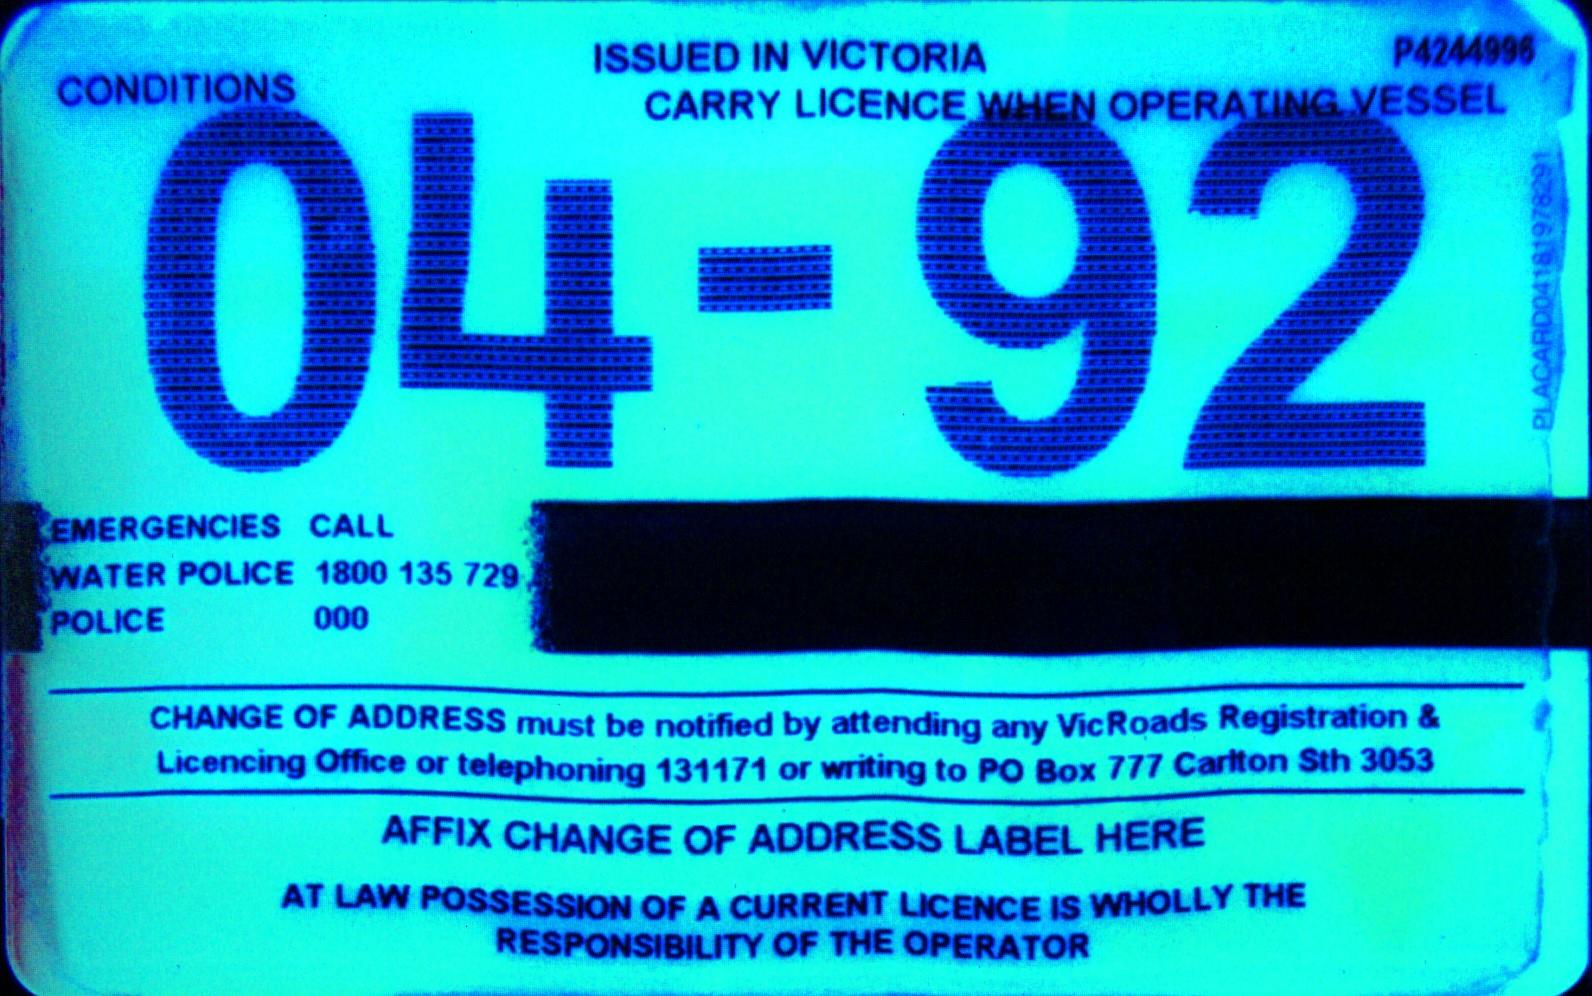 ISSUED IN VICTORIA
P4244996
CONDITIONS
CARRY LICENCE WHEN OPERATING VESSEL
04-92
EMERGENCIES CALL
WATER POLICE 1800 135 729
POLICE 000
CHANGE OF ADDRESS must be notified by attending any VicRoads Registration &
Licencing Office or telephoning 131171 or writing to PO Box 777 Carlton Sth 3053
AFFIX CHANGE OF ADDRESS LABEL HERE
AT LAW POSSESSION OF A CURRENT LICENCE IS WHOLLY THE
RESPONSIBILITY OF THE OPERATOR